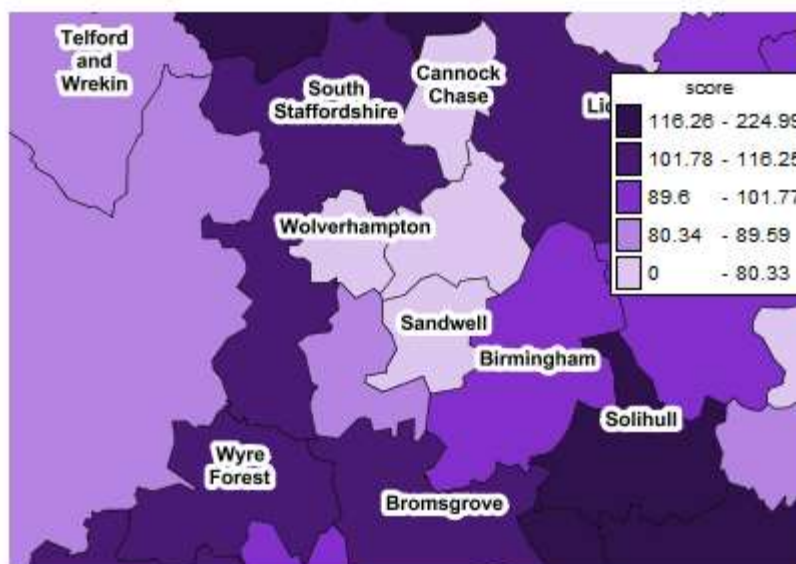 Telford
and
Wrekin
South
Staffordshire
Cannock
Chase
score
116.26 - 224.99
101.78 - 116.25
89.6 - 101.77
80.34 - 89.59
0 - 80.33
Wolverhampton
Sandwell
Birmingham
Solihull
Wyre
Forest
Bromsgrove